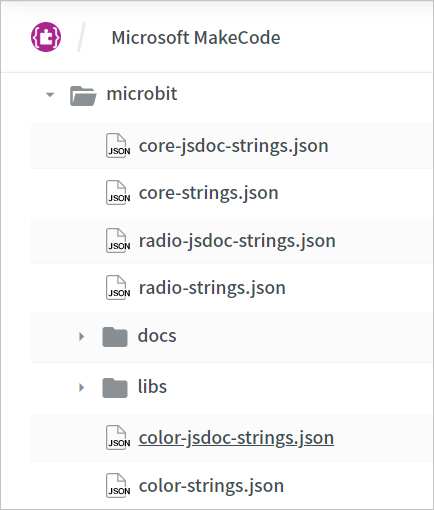 Microsoft MakeCode
microbit
JSON core-jsdoc-strings.json
JSON core-strings.json
JSON radio-jsdoc-strings.json
JSON radio-strings.json
docs
libs
JSON color-jsdoc-strings.json
JSON color-strings.json